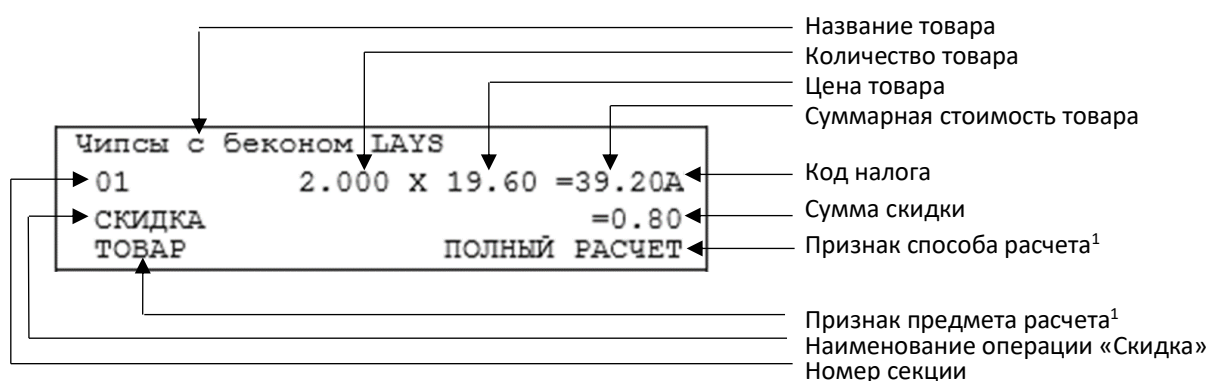 Название товара
Количество товара
Цена товара
Суммарная стоимость товара
Чипсы с беконом LAYS
01 2.000 X 19.60 =39.20А
Код налога
СКИДКА =0.80
Сумма скидки
ТОВАР ПОЛНЫЙ РАСЧЕТ
Признак способа расчета¹
Признак предмета расчета¹
Наименование операции «Скидка»
Номер секции